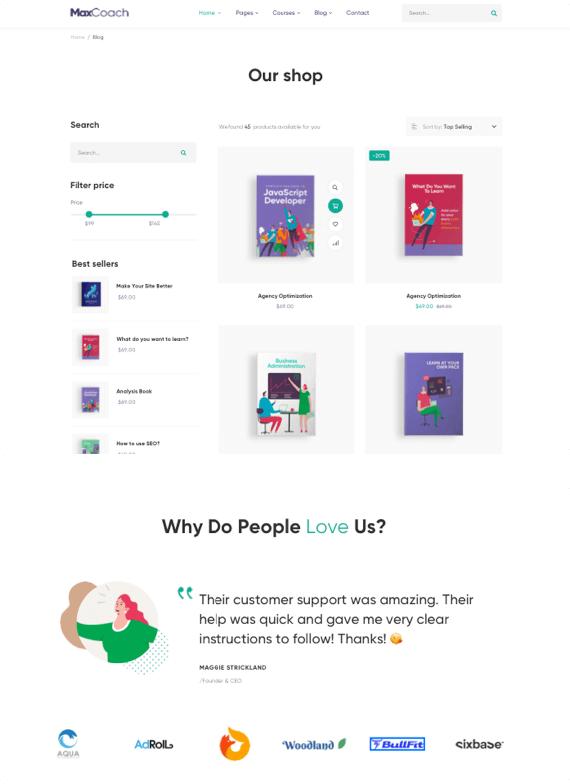 MaxCoach
Home Pages Courses Blog Contact
Search...
Home / Blog
Our shop
Search
Search...
Filter price
Price
$99 $165
Best sellers
Make Your Site Better
$69.00
What do you want to learn?
$69.00
Analysis Book
$69.00
How to use SEO?
We found 45 products available for you
Sort by: Top Selling
JavaScript
Developer
Agency Optimization
$69.00
-20%
What Do You Want
To Learn
Agency Optimization
$69.00 $69.00
Business
Administration
LEARN AT YOUR
OWN PACE
Why Do People Love Us?
“ Their customer support was amazing. Their
help was quick and gave me very clear
instructions to follow! Thanks! 😋
MAGGIE STRICKLAND
/Founder & CEO
AQUA
AdRoll
Woodland
BullFit
sixbase